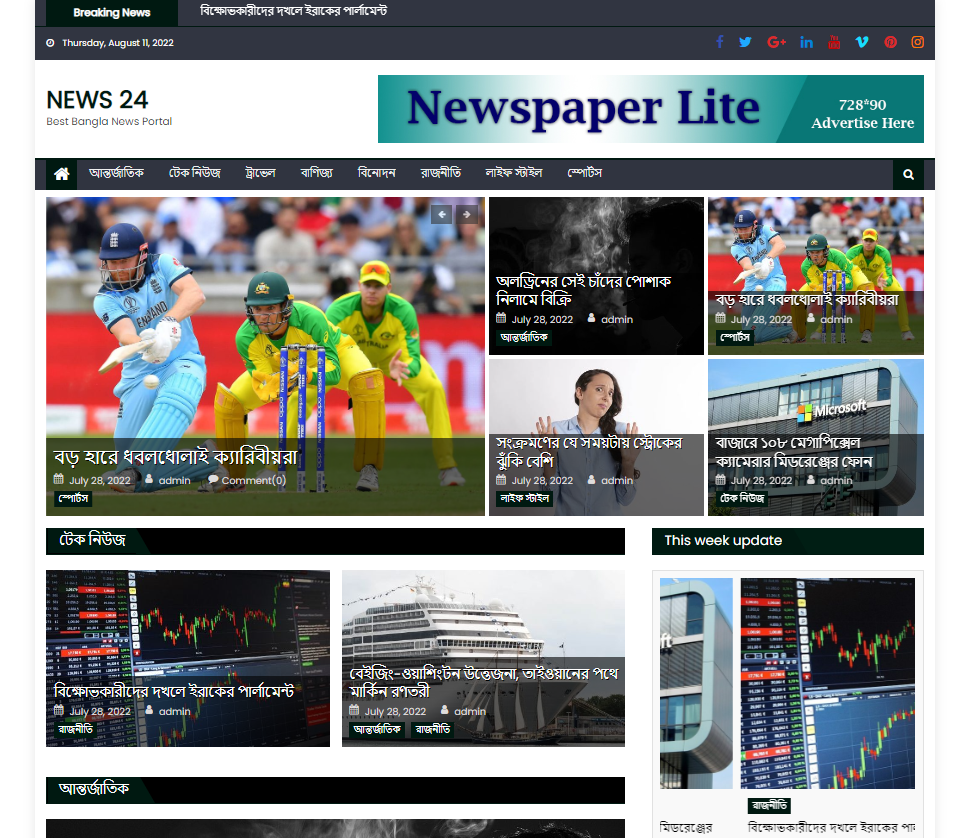 Breaking News
বিক্ষোভকারীদের দখলে ইরাকের পার্লামেন্ট
Thursday, August 11, 2022
NEWS 24
Best Bangla News Portal
Newspaper Lite
728*90
Advertise Here
আন্তর্জাতিক টেক নিউজ ট্রাভেল বাণিজ্য বিনোদন রাজনীতি লাইফ স্টাইল স্পোর্টস
বড় হারে ধবলধোলাই ক্যারিবীয়রা
July 28, 2022 admin Comment(0)
স্পোর্টস
অলড্রিনের সেই চাঁদের পোশাক
নিলামে বিক্রি
July 28, 2022 admin
আন্তর্জাতিক
বড় হারে ধবলধোলাই ক্যারিবীয়রা
July 28, 2022 admin
স্পোর্টস
সংক্রমণের যে সময়টায় স্ট্রোকের
ঝুঁকি বেশি
July 28, 2022 admin
লাইফ স্টাইল
Microsoft
বাজারে ১০৮ মেগাপিক্সেল
ক্যামেরার মিডরেঞ্জের ফোন
July 28, 2022 admin
টেক নিউজ
টেক নিউজ
বিক্ষোভকারীদের দখলে ইরাকের পার্লামেন্ট
July 28, 2022 admin
রাজনীতি
বেইজিং-ওয়াশিংটন উত্তেজনা, তাইওয়ানের পথে
মার্কিন রণতরী
July 28, 2022 admin
আন্তর্জাতিক রাজনীতি
আন্তর্জাতিক
This week update
রাজনীতি
মিডরেঞ্জের বিক্ষোভকারীদের দখলে ইরাকের